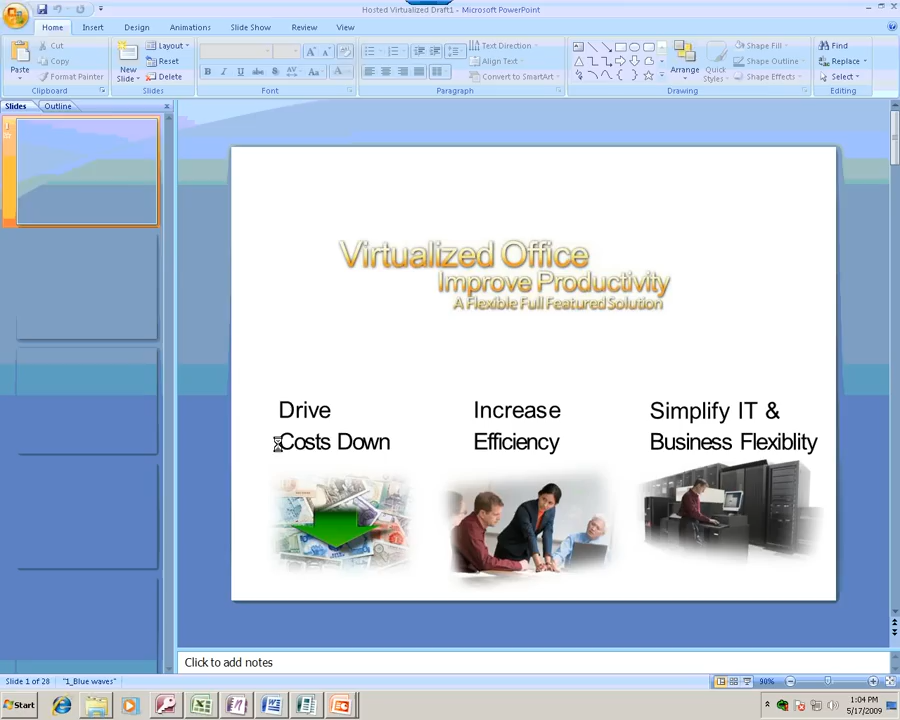 Hosted Virtualized Draft1 - Microsoft PowerPoint
Home Insert Design Animations Slide Show Review View
Paste Cut Copy Format Painter Clipboard
New Slide Layout Reset Delete Slides
B I U abc S AV Aa A Font
Text Direction Align Text Convert to SmartArt Paragraph
Arrange Quick Styles Shape Fill Shape Outline Shape Effects Drawing
Find Replace Select Editing
Slides Outline
1
Virtualized Office
Improve Productivity
A Flexible Full Featured Solution
Drive
Costs Down
Increase
Efficiency
Simplify IT &
Business Flexiblity
Click to add notes
Slide 1 of 28 "1_Blue waves" 90%
Start 1:04 PM
5/17/2009